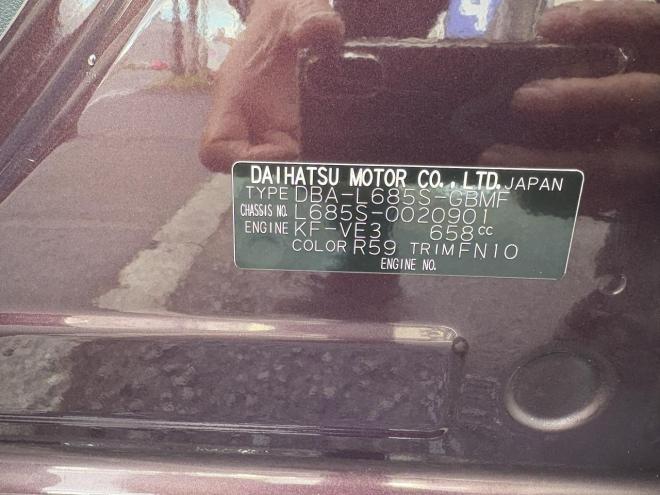 DAIHATSU MOTOR CO., LTD. JAPAN
TYPE DBA-L685S-GBMF
CHASSIS NO. L685S-0020901
ENGINE KF-VE3 658cc
COLOR R59 TRIM FN10
ENGINE NO.
4